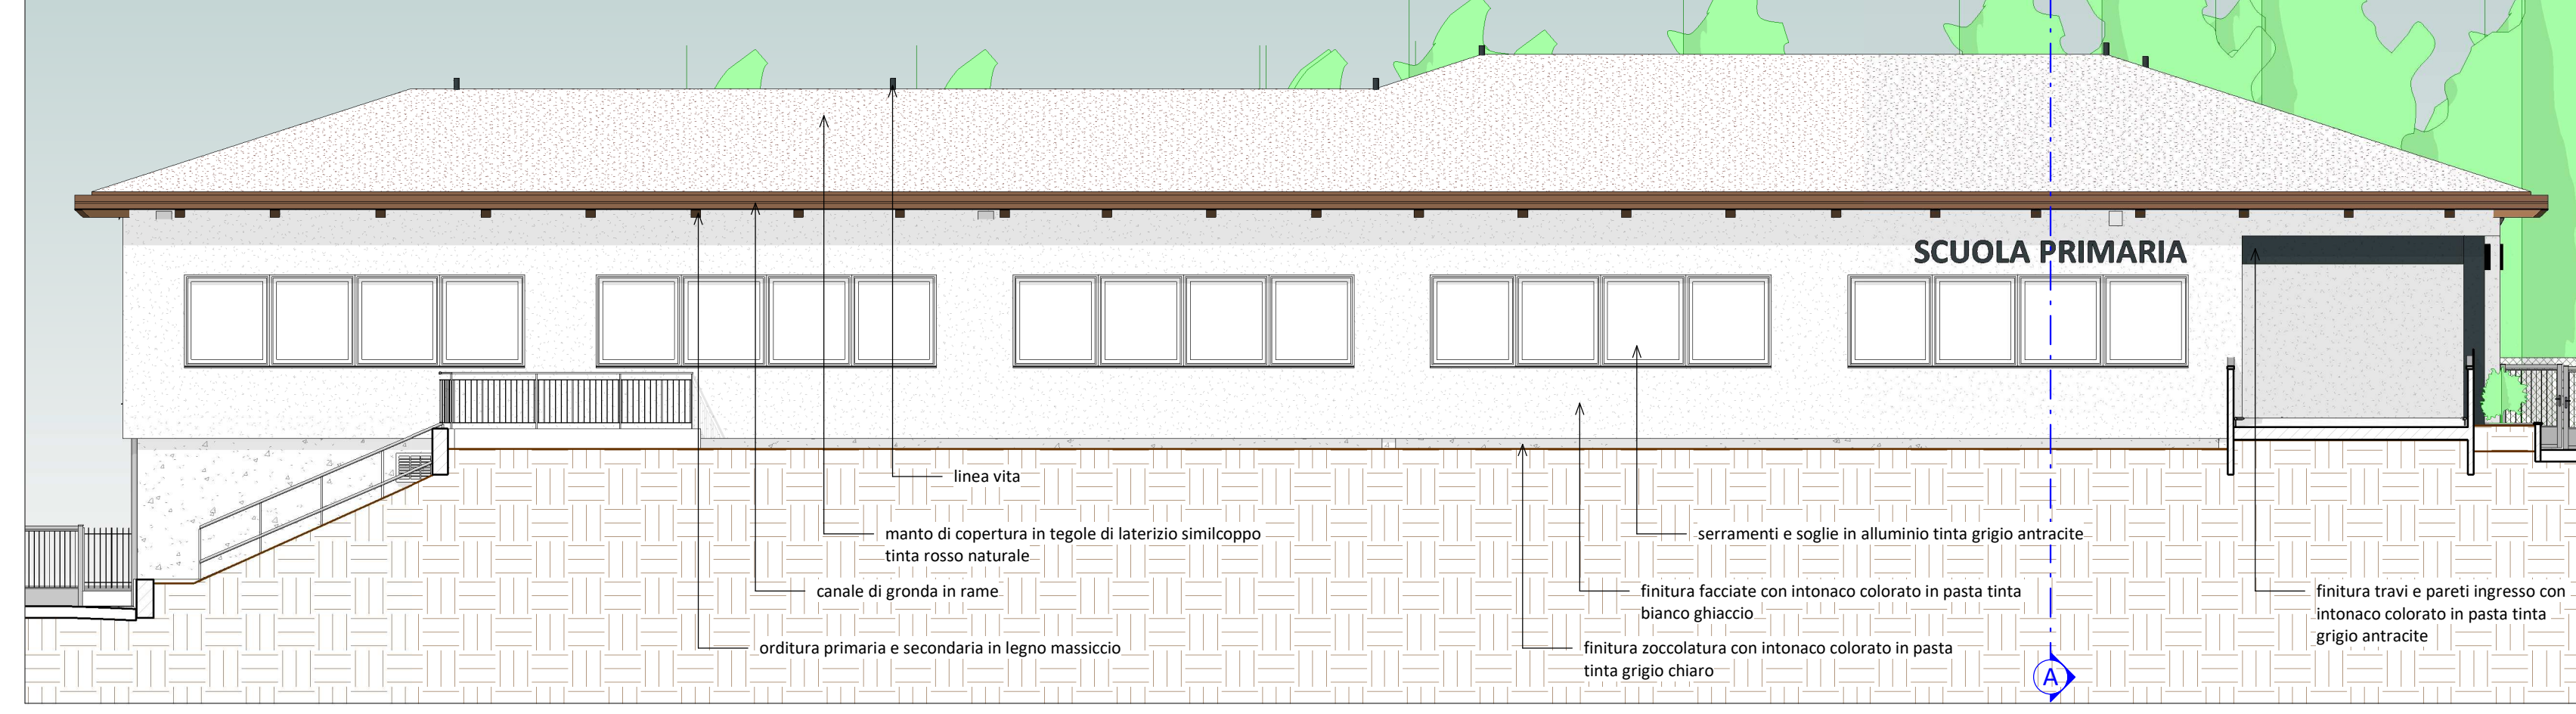 SCUOLA PRIMARIA
linea vita
manto di copertura in tegole di laterizio similcoppo
tinta rosso naturale
canale di gronda in rame
orditura primaria e secondaria in legno massiccio
serramenti e soglie in alluminio tinta grigio antracite
finitura facciate con intonaco colorato in pasta tinta
bianco ghiaccio
finitura zoccolatura con intonaco colorato in pasta
tinta grigio chiaro
finitura travi e pareti ingresso con
intonaco colorato in pasta tinta
grigio antracite
A